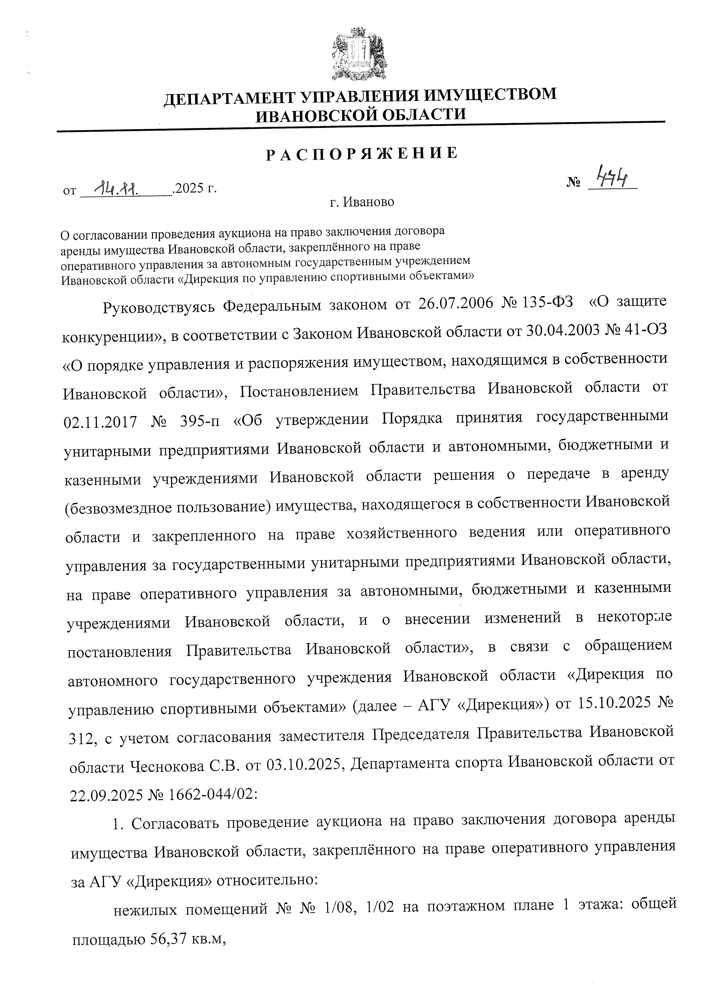 ДЕПАРТАМЕНТ УПРАВЛЕНИЯ ИМУЩЕСТВОМ
ИВАНОВСКОЙ ОБЛАСТИ
Р А С П О Р Я Ж Е Н И Е
от 14.11. .2025 г.
№ 474
г. Иваново
О согласовании проведения аукциона на право заключения договора
аренды имущества Ивановской области, закреплённого на праве
оперативного управления за автономным государственным учреждением
Ивановской области «Дирекция по управлению спортивными объектами»
Руководствуясь Федеральным законом от 26.07.2006 № 135-ФЗ «О защите
конкуренции», в соответствии с Законом Ивановской области от 30.04.2003 № 41-ОЗ
«О порядке управления и распоряжения имуществом, находящимся в собственности
Ивановской области», Постановлением Правительства Ивановской области от
02.11.2017 № 395-п «Об утверждении Порядка принятия государственными
унитарными предприятиями Ивановской области и автономными, бюджетными и
казенными учреждениями Ивановской области решения о передаче в аренду
(безвозмездное пользование) имущества, находящегося в собственности Ивановской
области и закрепленного на праве хозяйственного ведения или оперативного
управления за государственными унитарными предприятиями Ивановской области,
на праве оперативного управления за автономными, бюджетными и казенными
учреждениями Ивановской области, и о внесении изменений в некоторые
постановления Правительства Ивановской области», в связи с обращением
автономного государственного учреждения Ивановской области «Дирекция по
управлению спортивными объектами» (далее – АГУ «Дирекция») от 15.10.2025 №
312, с учетом согласования заместителя Председателя Правительства Ивановской
области Чеснокова С.В. от 03.10.2025, Департамента спорта Ивановской области от
22.09.2025 № 1662-044/02:
1. Согласовать проведение аукциона на право заключения договора аренды
имущества Ивановской области, закреплённого на праве оперативного управления
за АГУ «Дирекция» относительно:
нежилых помещений № № 1/08, 1/02 на поэтажном плане 1 этажа: общей
площадью 56,37 кв.м,